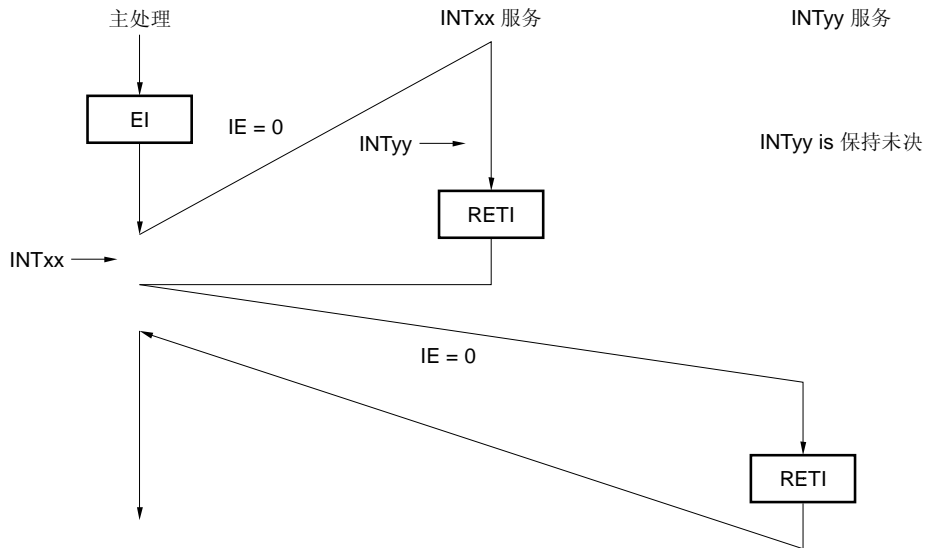 主处理
INTxx 服务
INTyy 服务
EI
IE = 0
INTyy
INTyy is 保持未决
RETI
INTxx
IE = 0
RETI